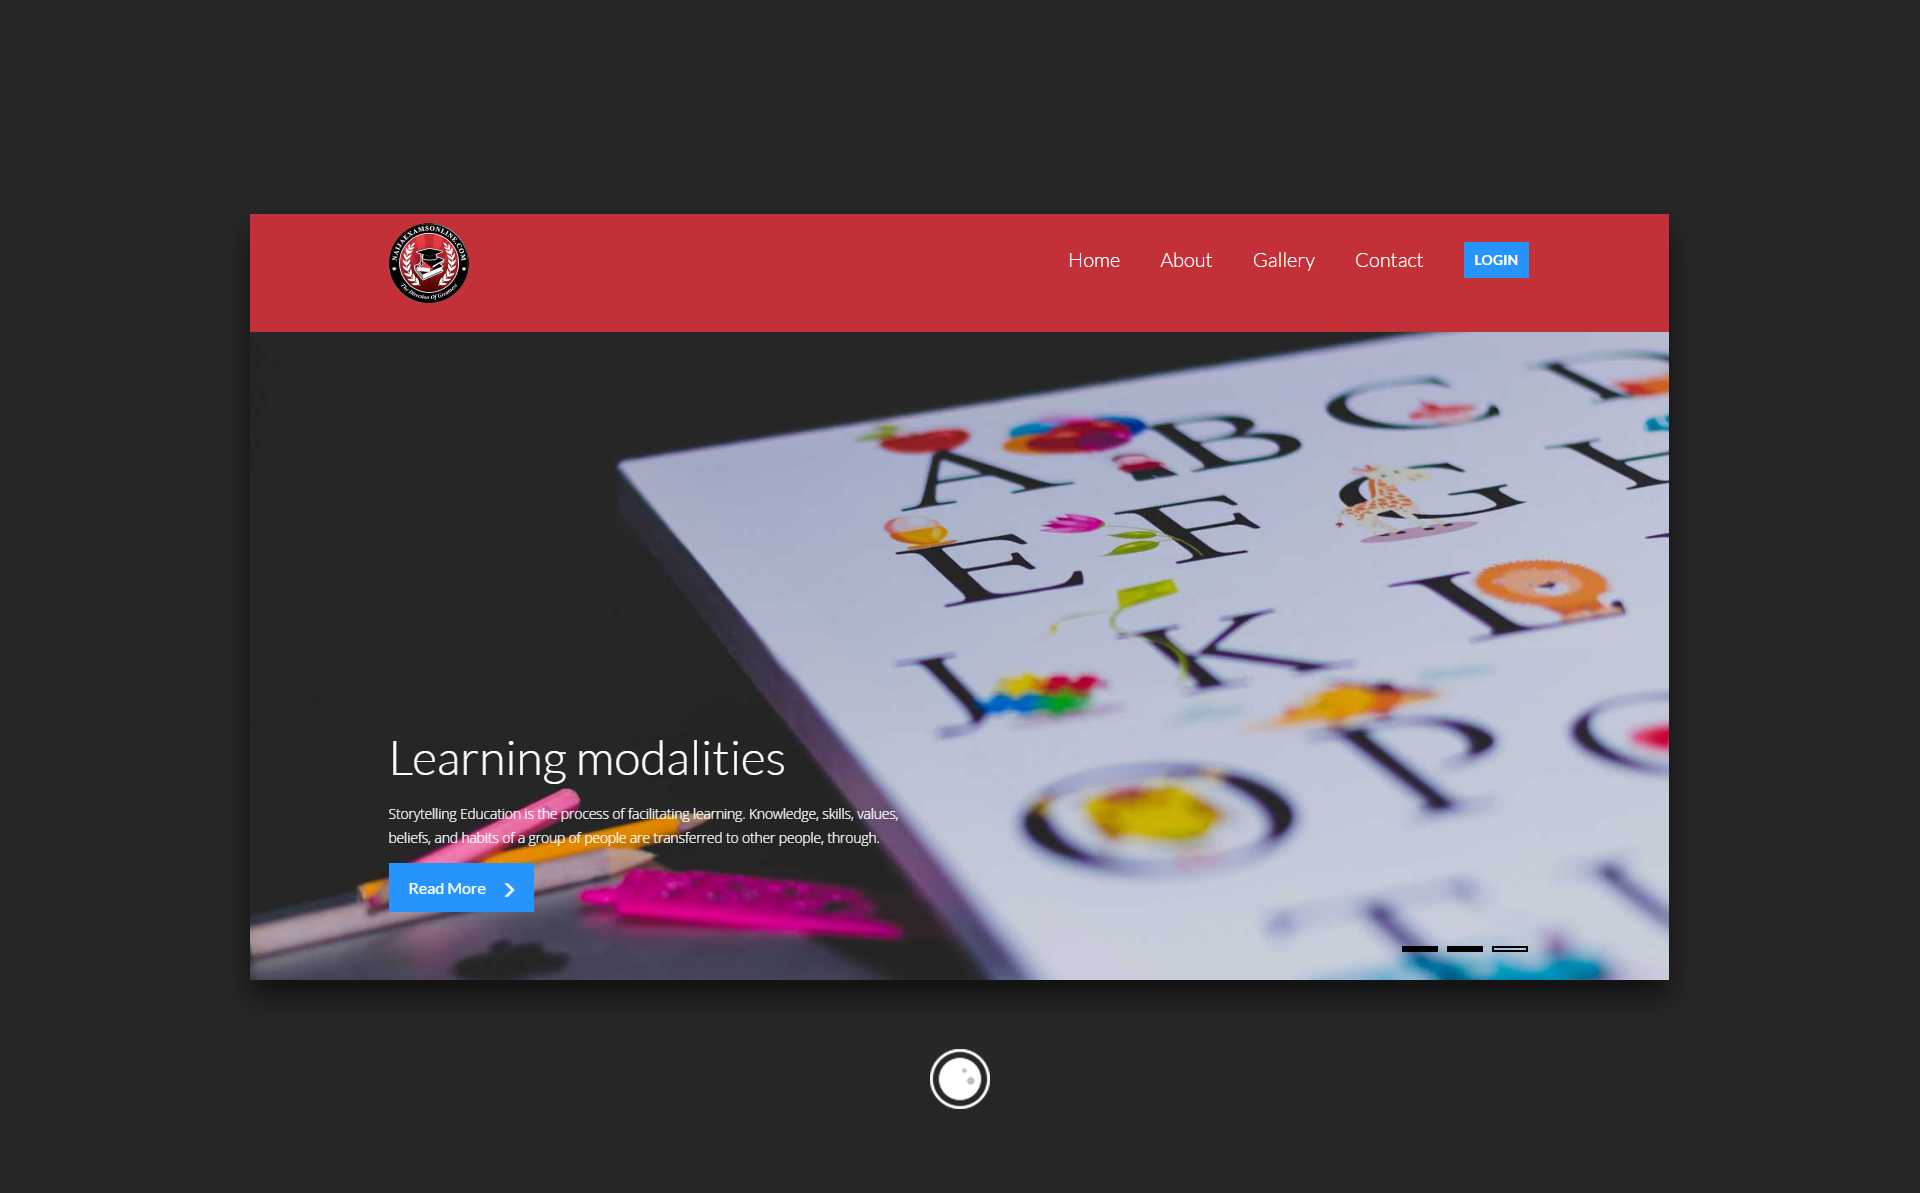 NAIJAEXAMSONLINE.COM
The Direction Of Greatness
Home
About
Gallery
Contact
LOGIN
A B C D
E F G H
I
J K
O P
Learning modalities
Storytelling Education is the process of facilitating learning. Knowledge, skills, values,
beliefs, and habits of a group of people are transferred to other people, through.
Read More